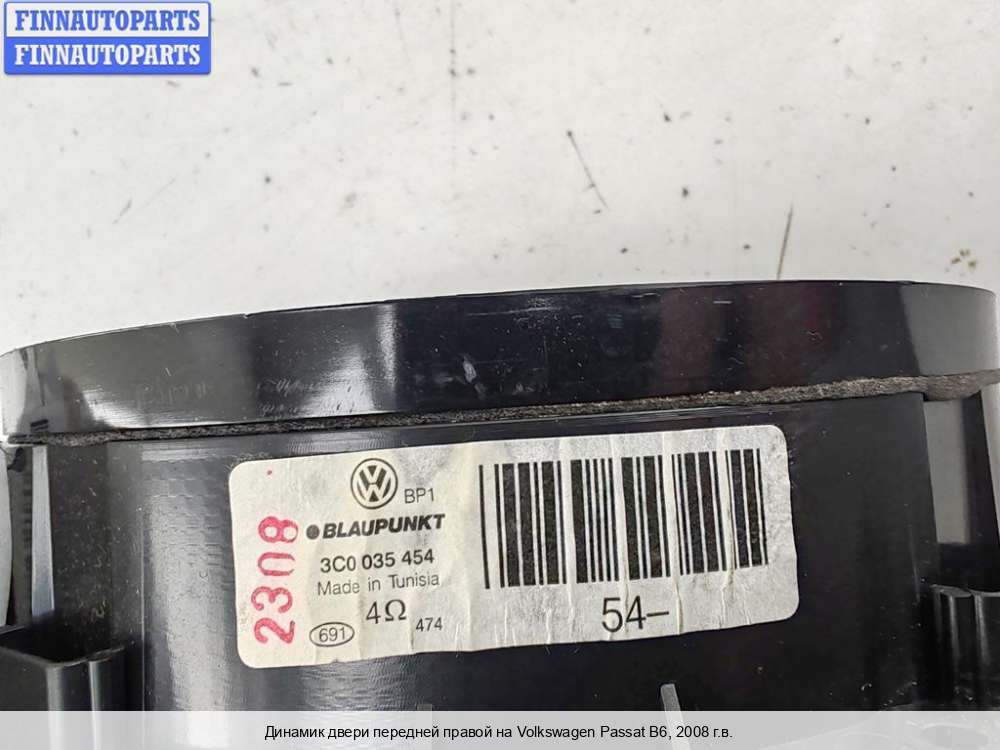 FINNAUTOPARTS
FINNAUTOPARTS
BP1
BLAUPUNKT
3C0 035 454
Made in Tunisia
4Ω 474
691
2308
54-
Динамик двери передней правой на Volkswagen Passat B6, 2008 г.в.